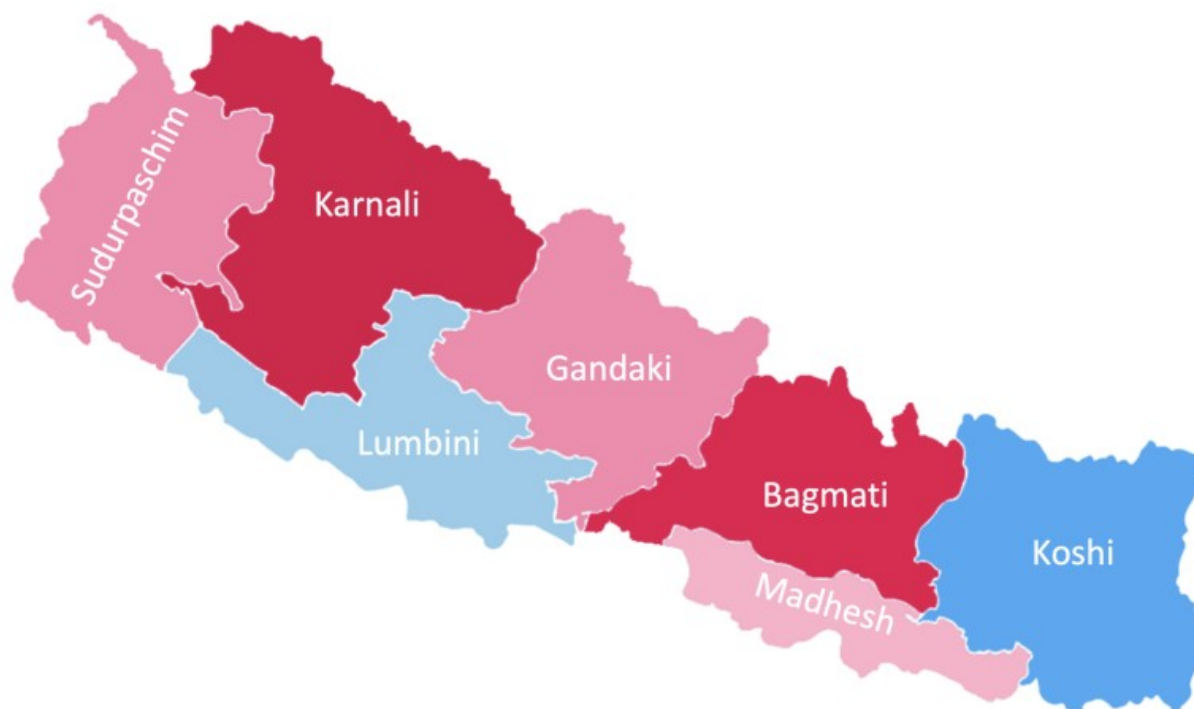 Sudurpaschim
Karnali
Gandaki
Lumbini
Bagmati
Koshi
Madhesh